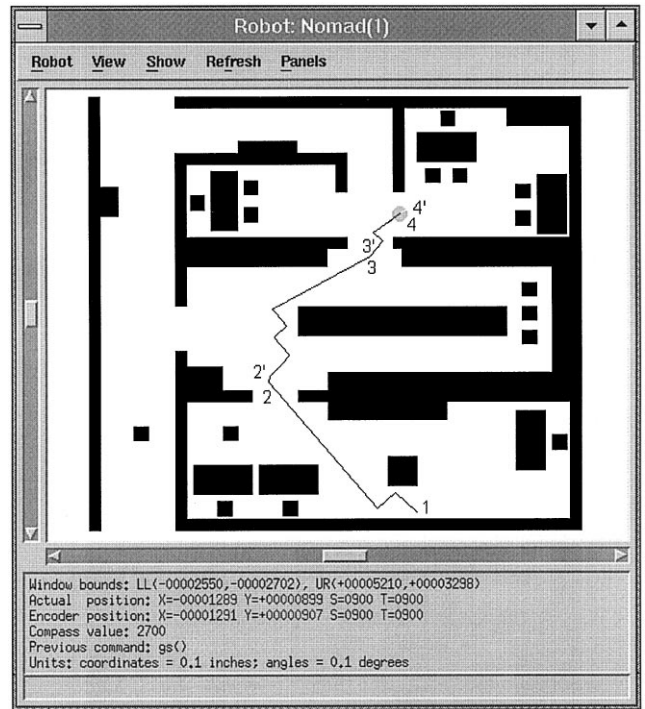 Robot: Nomad(1)
Robot View Show Refresh Panels
4'
4
3'
3
2'
2
1
Window bounds: LL(-00002550,-00002702), UR(+00005210,+00003298)
Actual position: X=-00001289 Y=+00000899 S=0900 T=0900
Encoder position: X=-00001291 Y=+00000907 S=0900 T=0900
Compass value: 2700
Previous command: gs()
Units: coordinates = 0.1 inches; angles = 0.1 degrees